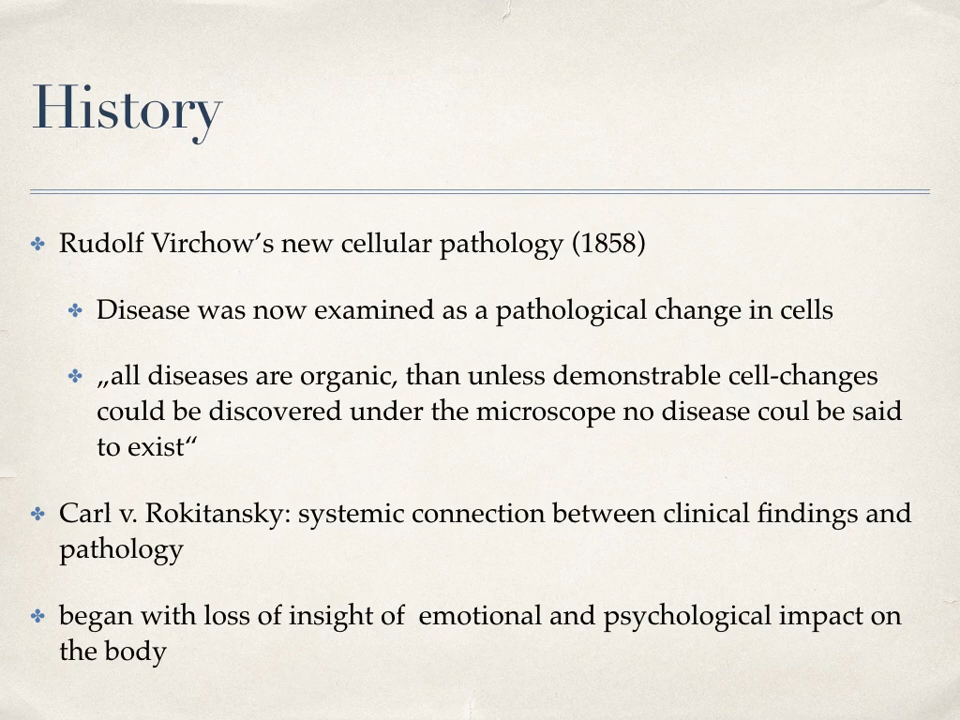 History
Rudolf Virchow’s new cellular pathology (1858)
Disease was now examined as a pathological change in cells
„all diseases are organic, than unless demonstrable cell-changes
could be discovered under the microscope no disease coul be said
to exist“
Carl v. Rokitansky: systemic connection between clinical findings and
pathology
began with loss of insight of  emotional and psychological impact on
the body